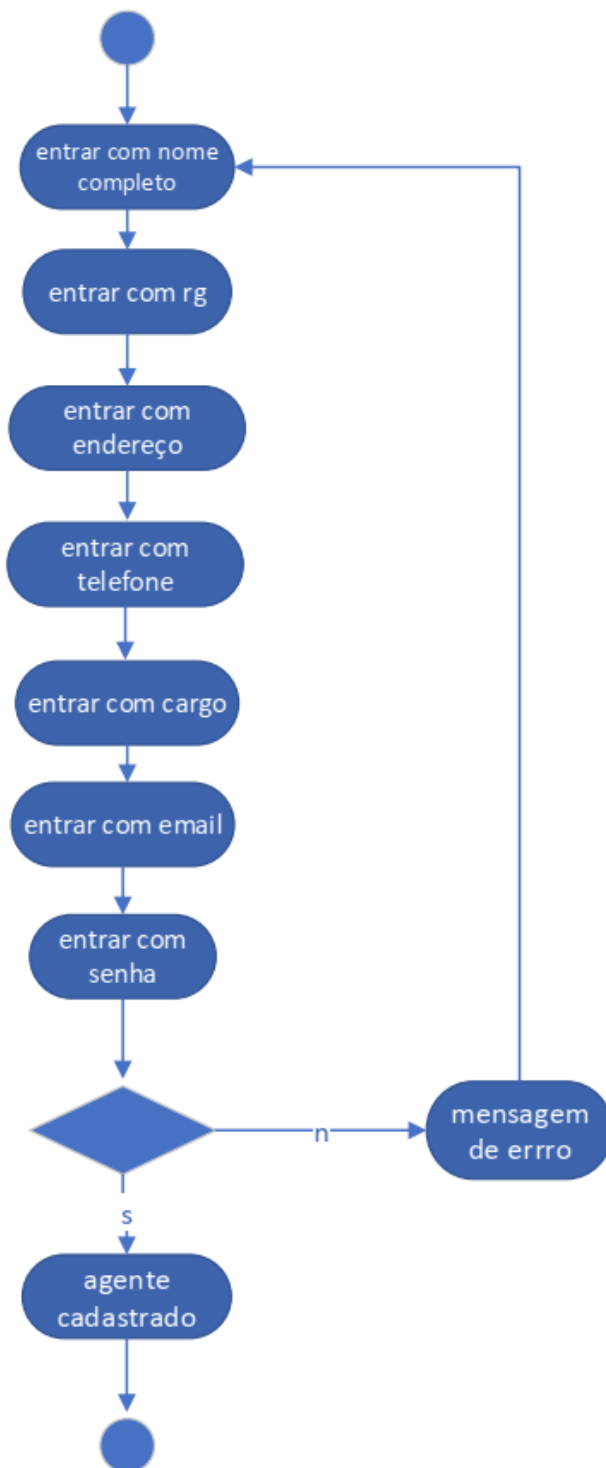 entrar com nome
completo
entrar com rg
entrar com
endereço
entrar com
telefone
entrar com cargo
entrar com email
entrar com
senha
n
mensagem
de errro
s
agente
cadastrado